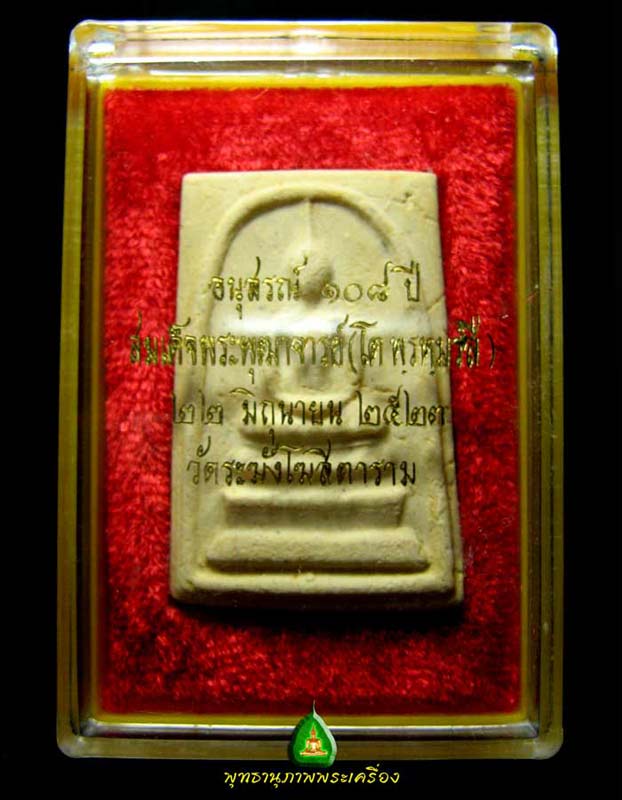 อนุสรณ์ ๑๐๘ ปี
สมเด็จพระพุฒาจารย์(โต พฺรหฺมรํสี)
๒๒ มิถุนายน ๒๕๒๓
วัดระฆังโฆสิตาราม
พุทธานุภาพพระเครื่อง